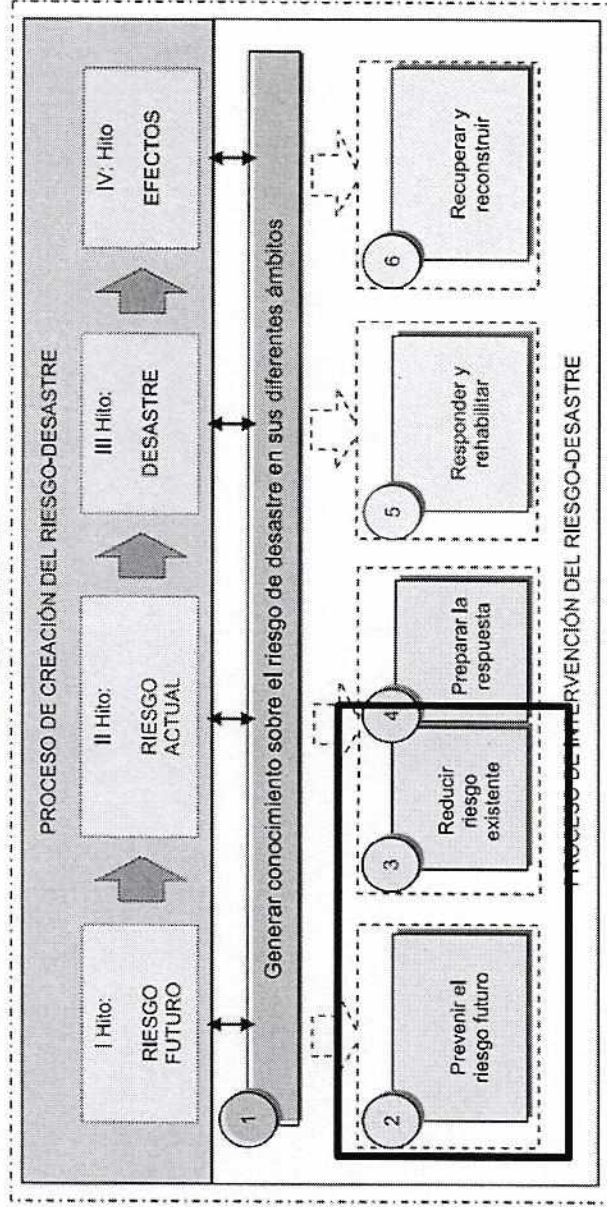 PROCESO DE CREACIÓN DEL RIESGO-DESASTRE
I Hito:
RIESGO
FUTURO
II Hito:
RIESGO
ACTUAL
III Hito:
DESASTRE
IV: Hito
EFECTOS
1
Generar conocimiento sobre el riesgo de desastre en sus diferentes ámbitos
2
Prevenir el
riesgo futuro
3
Reducir
riesgo
existente
4
Preparar la
respuesta
5
Responder y
rehabilitar
6
Recuperar y
reconstruir
PROCESO DE INTERVENCIÓN DEL RIESGO-DESASTRE